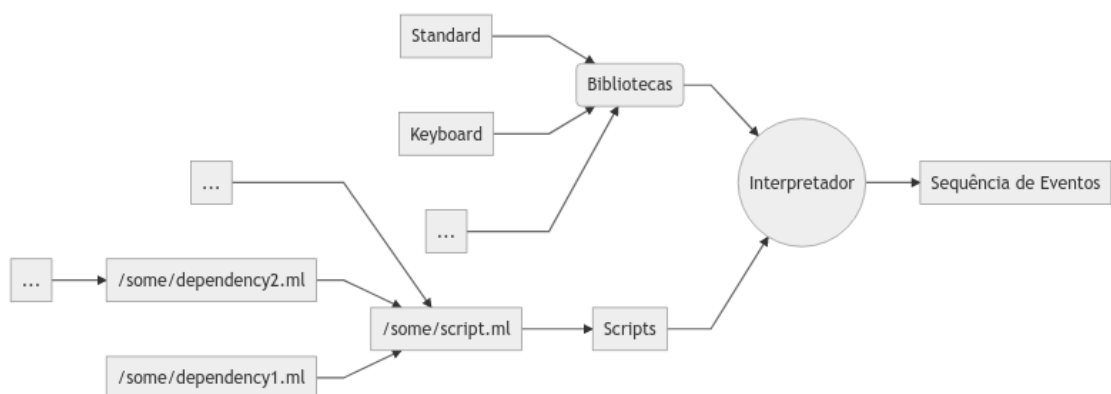 Standard
Bibliotecas
Keyboard
...
Interpretador
Sequência de Eventos
...
...
/some/dependency2.ml
/some/script.ml
Scripts
/some/dependency1.ml